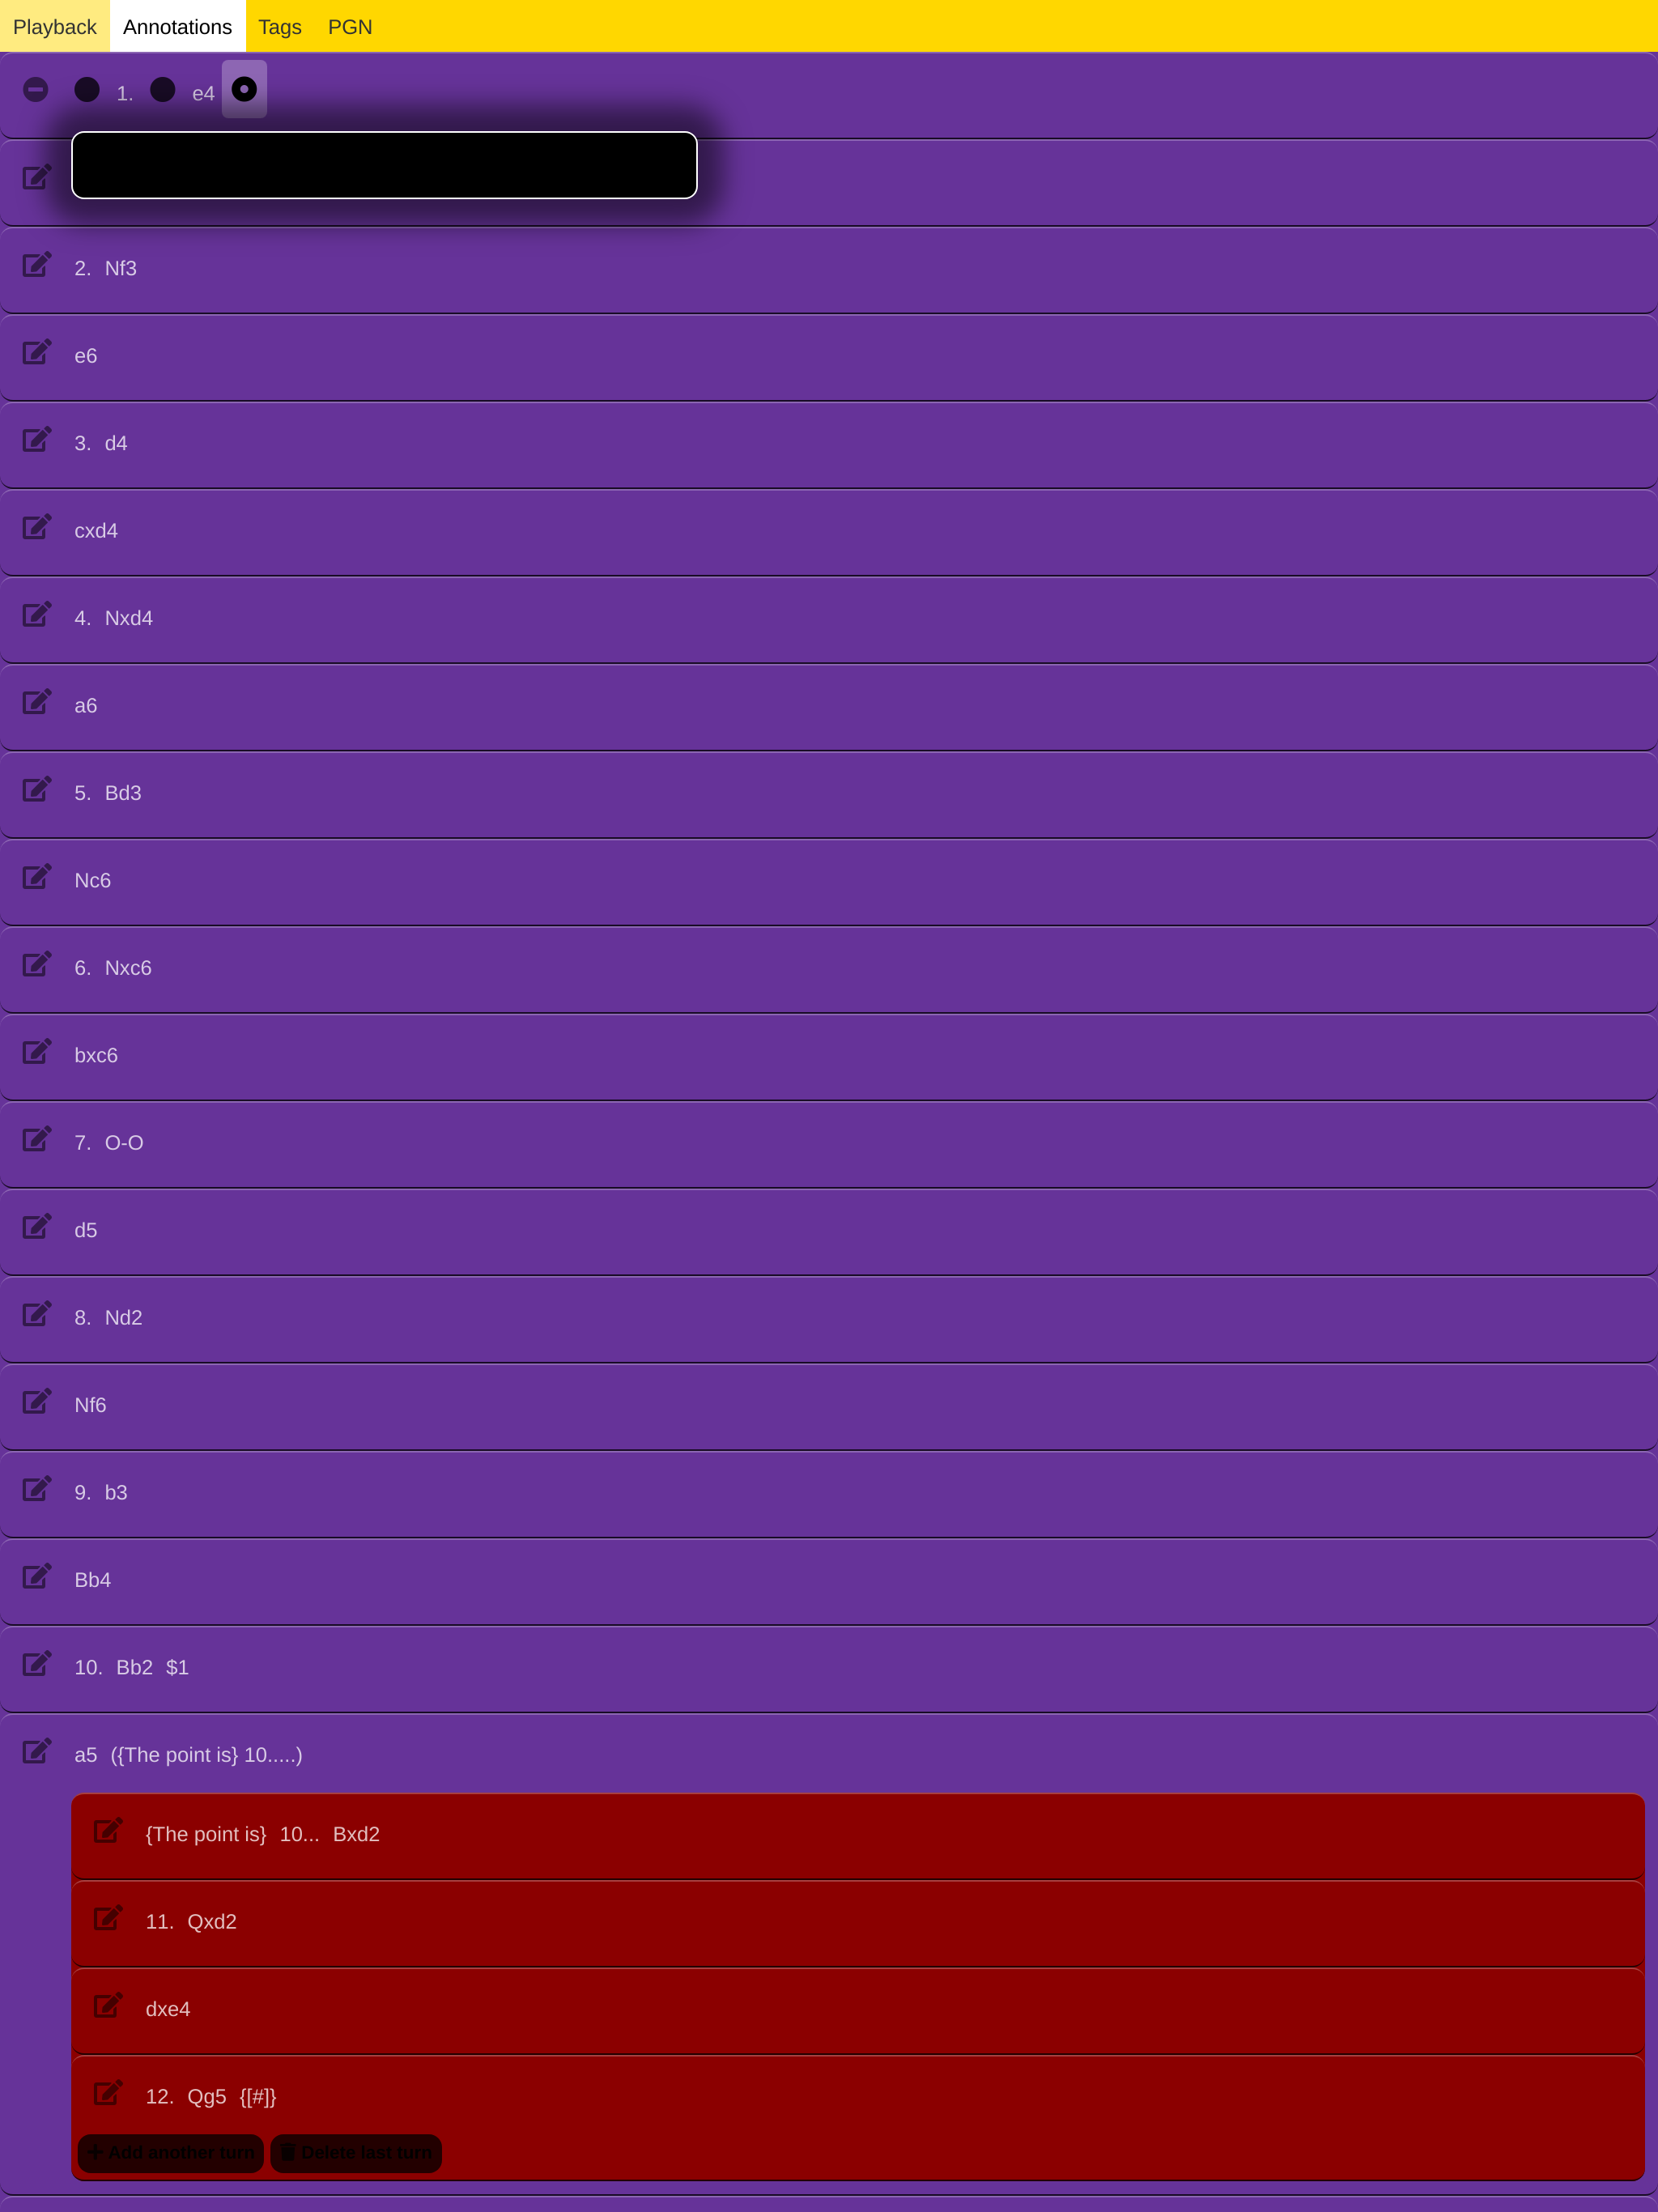 Playback Annotations Tags PGN
1. e4
2. Nf3
e6
3. d4
cxd4
4. Nxd4
a6
5. Bd3
Nc6
6. Nxc6
bxc6
7. O-O
d5
8. Nd2
Nf6
9. b3
Bb4
10. Bb2 $1
a5 ({The point is} 10.....)
{The point is} 10... Bxd2
11. Qxd2
dxe4
12. Qg5 {[#]}
Add another turn Delete last turn